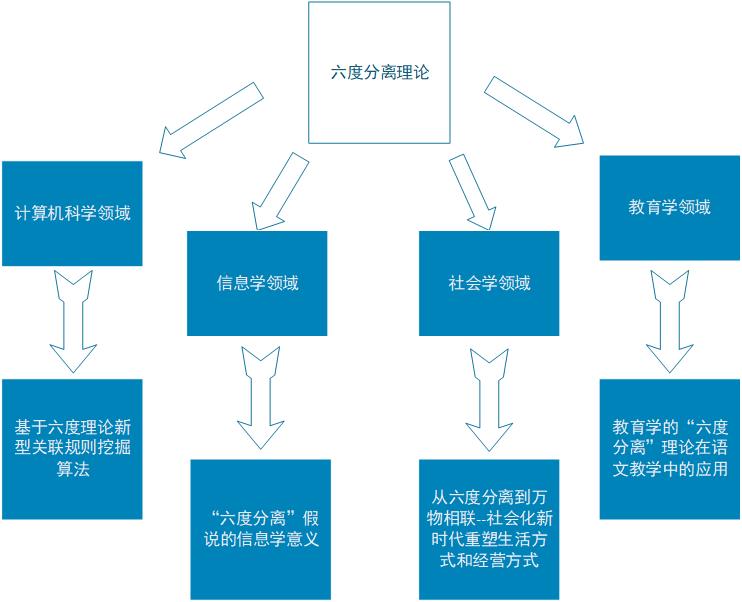 六度分离理论
计算机科学领域
信息学领域
社会学领域
教育学领域
基于六度理论新
型关联规则挖掘
算法
“六度分离”假
说的信息学意义
从六度分离到万
物相联--社会化新
时代重塑生活方
式和经营方式
教育学的“六度
分离”理论在语
文教学中的应用